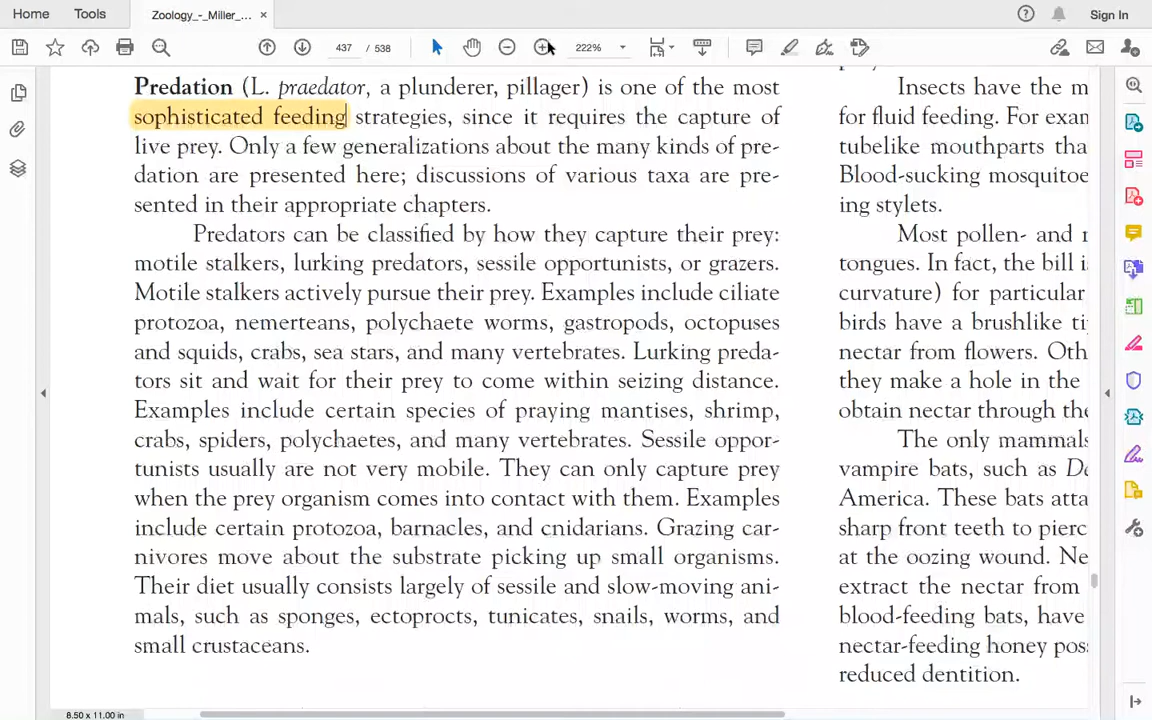 Home Tools Zoology_-_Miller_... × Sign In
437 / 538 222%
Predation (L. praedator, a plunderer, pillager) is one of the most
sophisticated feeding strategies, since it requires the capture of
live prey. Only a few generalizations about the many kinds of pre-
dation are presented here; discussions of various taxa are pre-
sented in their appropriate chapters.
Predators can be classified by how they capture their prey:
motile stalkers, lurking predators, sessile opportunists, or grazers.
Motile stalkers actively pursue their prey. Examples include ciliate
protozoa, nemerteans, polychaete worms, gastropods, octopuses
and squids, crabs, sea stars, and many vertebrates. Lurking preda-
tors sit and wait for their prey to come within seizing distance.
Examples include certain species of praying mantises, shrimp,
crabs, spiders, polychaetes, and many vertebrates. Sessile oppor-
tunists usually are not very mobile. They can only capture prey
when the prey organism comes into contact with them. Examples
include certain protozoa, barnacles, and cnidarians. Grazing car-
nivores move about the substrate picking up small organisms.
Their diet usually consists largely of sessile and slow-moving ani-
mals, such as sponges, ectoprocts, tunicates, snails, worms, and
small crustaceans.
Insects have the m
for fluid feeding. For exam
tubelike mouthparts tha
Blood-sucking mosquitoe
ing stylets.
Most pollen- and n
tongues. In fact, the bill i
curvature) for particular
birds have a brushlike ti
nectar from flowers. Oth
they make a hole in the
obtain nectar through the
The only mammals
vampire bats, such as De
America. These bats atta
sharp front teeth to pierc
at the oozing wound. Ne
extract the nectar from
blood-feeding bats, have
nectar-feeding honey pos
reduced dentition.
8.50 x 11.00 in